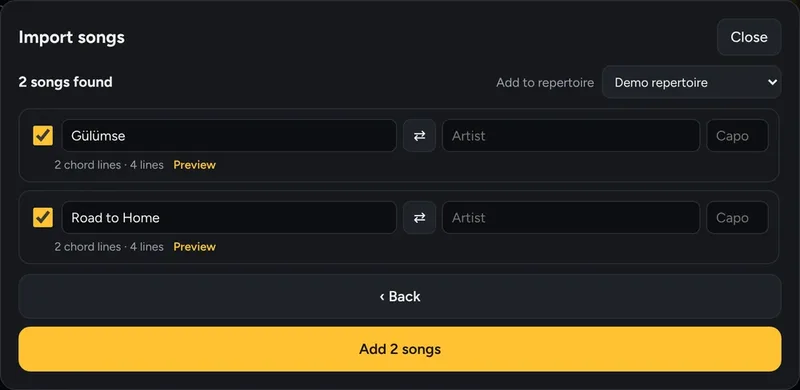 Import songs Close
2 songs found Add to repertoire Demo repertoire
Gülümse ⇄ Artist Capo
2 chord lines · 4 lines Preview
Road to Home ⇄ Artist Capo
2 chord lines · 4 lines Preview
‹ Back
Add 2 songs